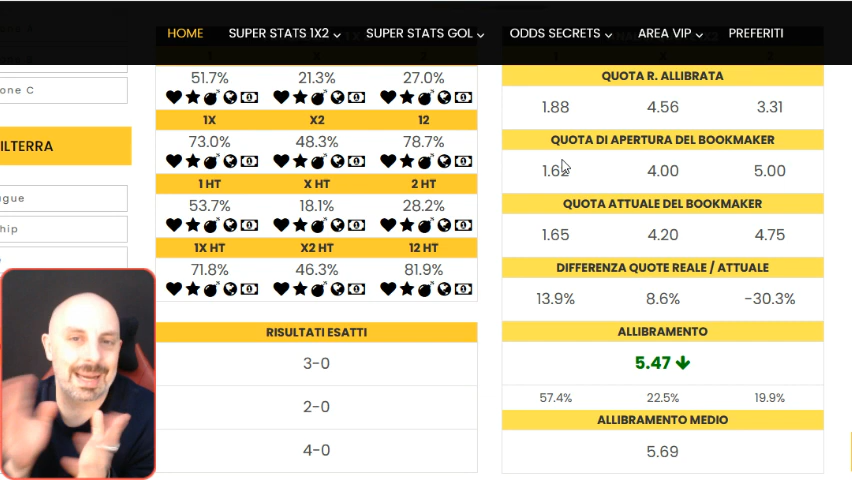 HOME SUPER STATS 1X2 SUPER STATS GOL ODDS SECRETS AREA VIP PREFERITI
one C
ILTERRA
gue
ship
51.7% 21.3% 27.0%
1X X2 12
73.0% 48.3% 78.7%
1 HT X HT 2 HT
53.7% 18.1% 28.2%
1X HT X2 HT 12 HT
71.8% 46.3% 81.9%
RISULTATI ESATTI
3-0
2-0
4-0
QUOTA R. ALLIBRATA
1.88 4.56 3.31
QUOTA DI APERTURA DEL BOOKMAKER
1.62 4.00 5.00
QUOTA ATTUALE DEL BOOKMAKER
1.65 4.20 4.75
DIFFERENZA QUOTE REALE / ATTUALE
13.9% 8.6% -30.3%
ALLIBRAMENTO
5.47
57.4% 22.5% 19.9%
ALLIBRAMENTO MEDIO
5.69